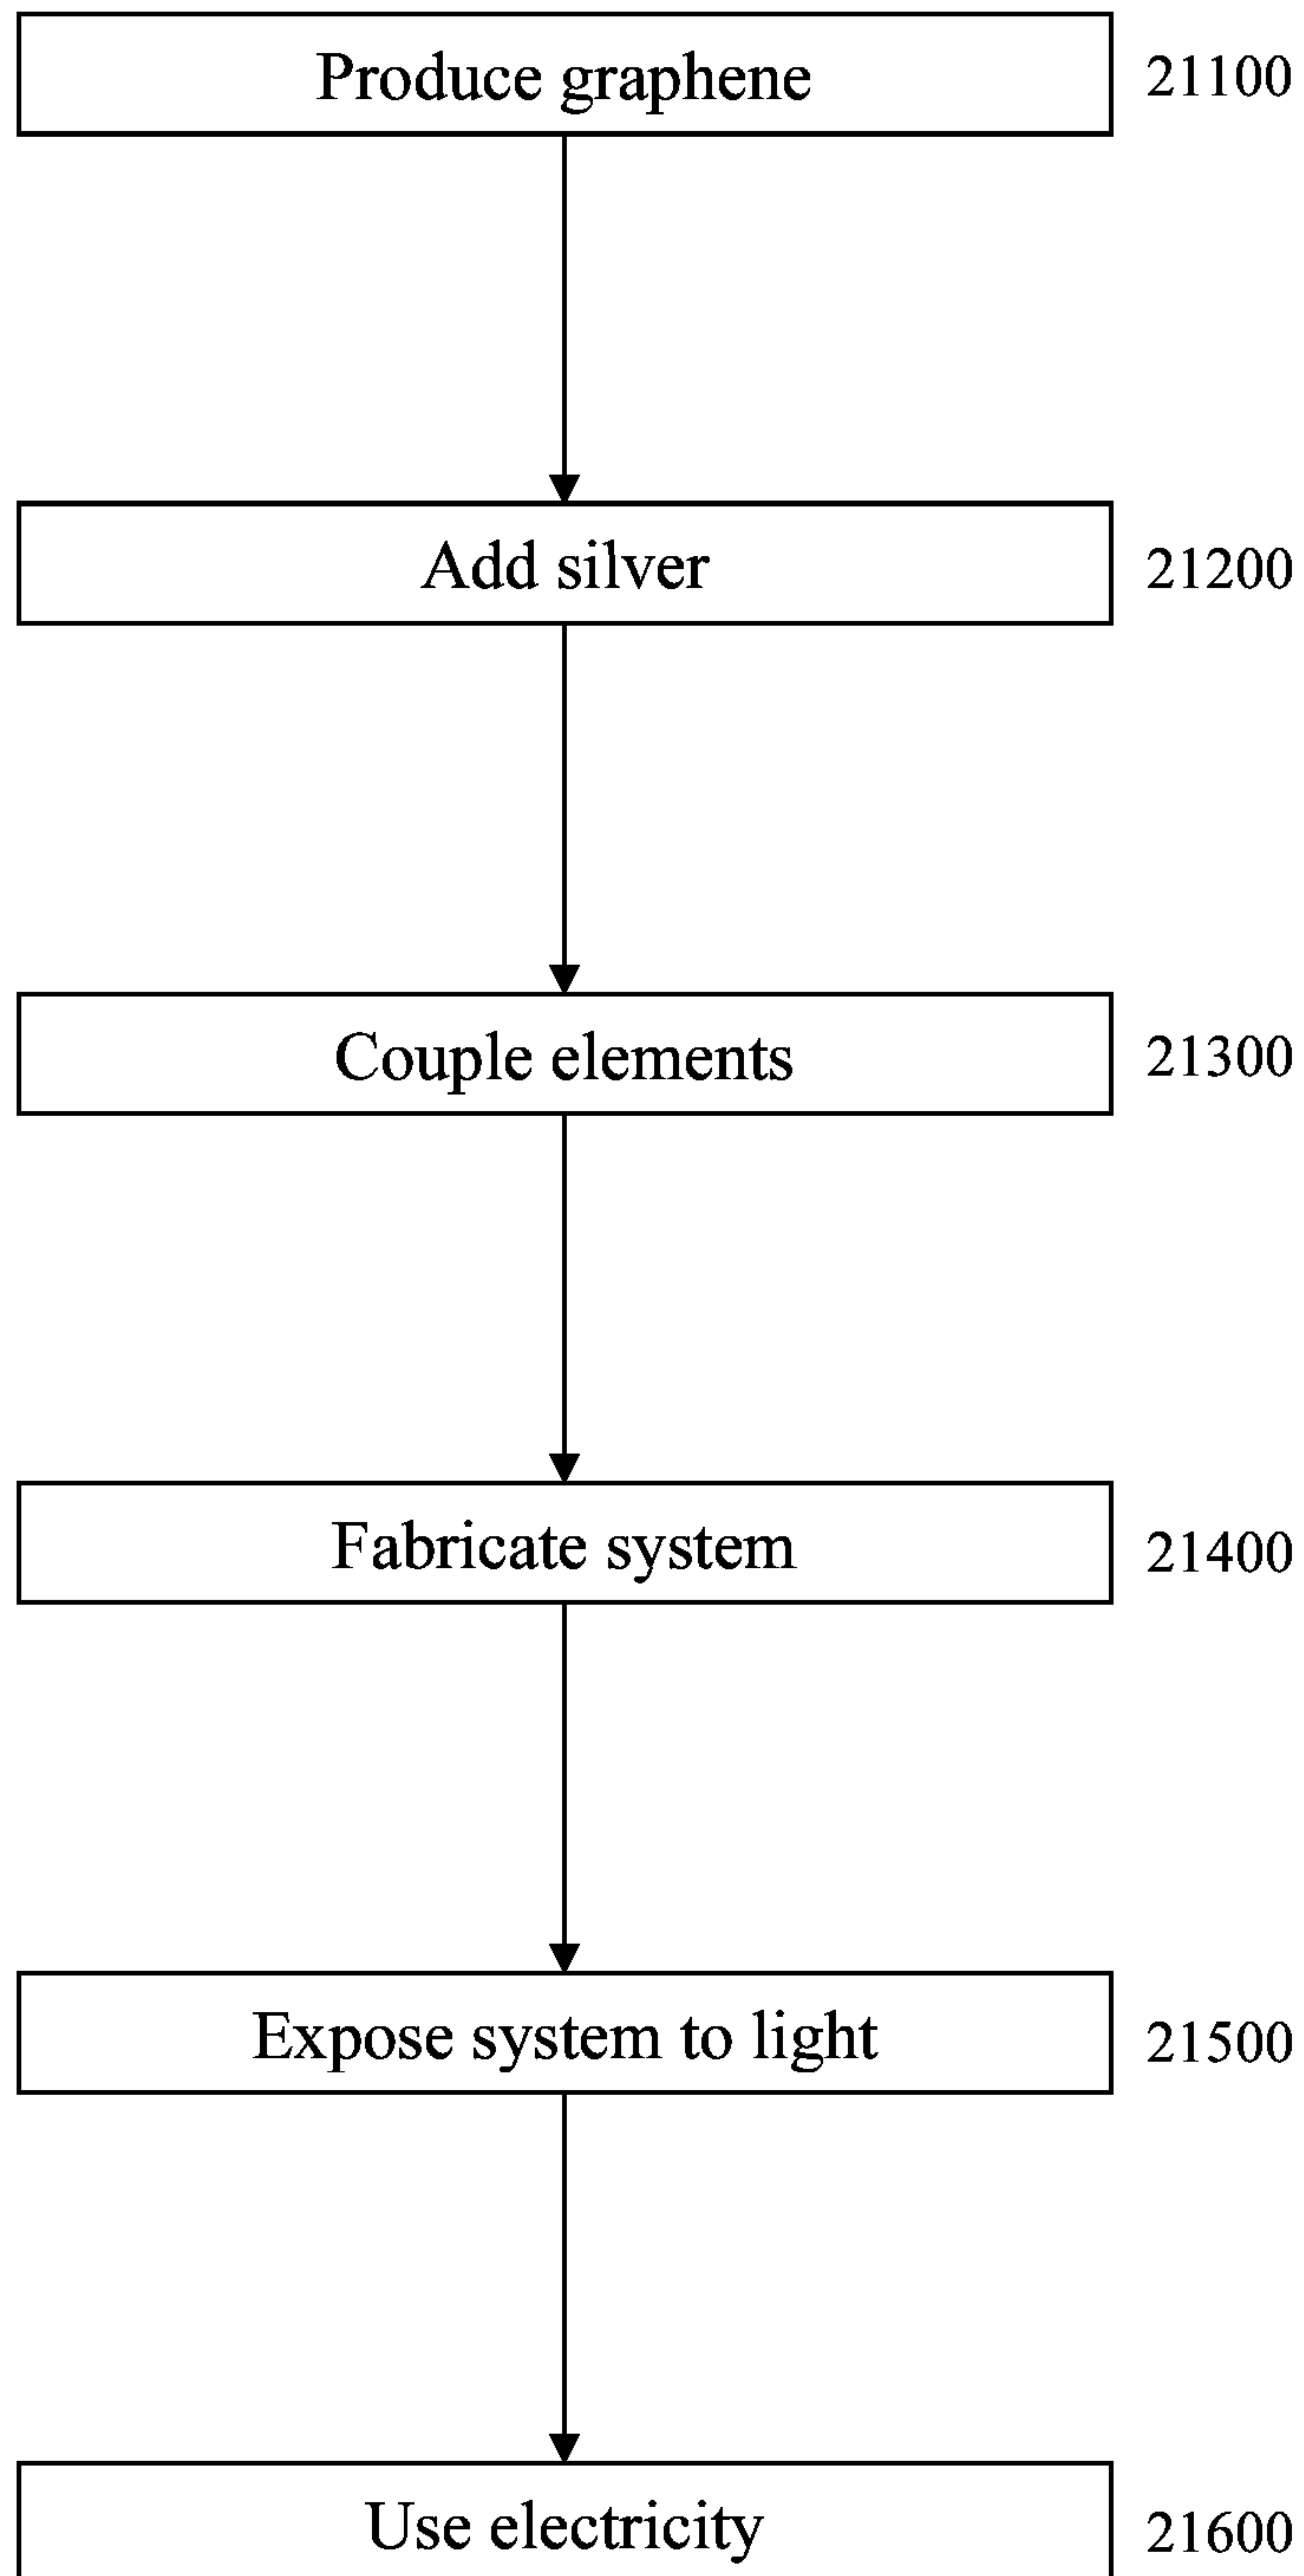 Produce graphene 21100
Add silver 21200
Couple elements 21300
Fabricate system 21400
Expose system to light 21500
Use electricity 21600